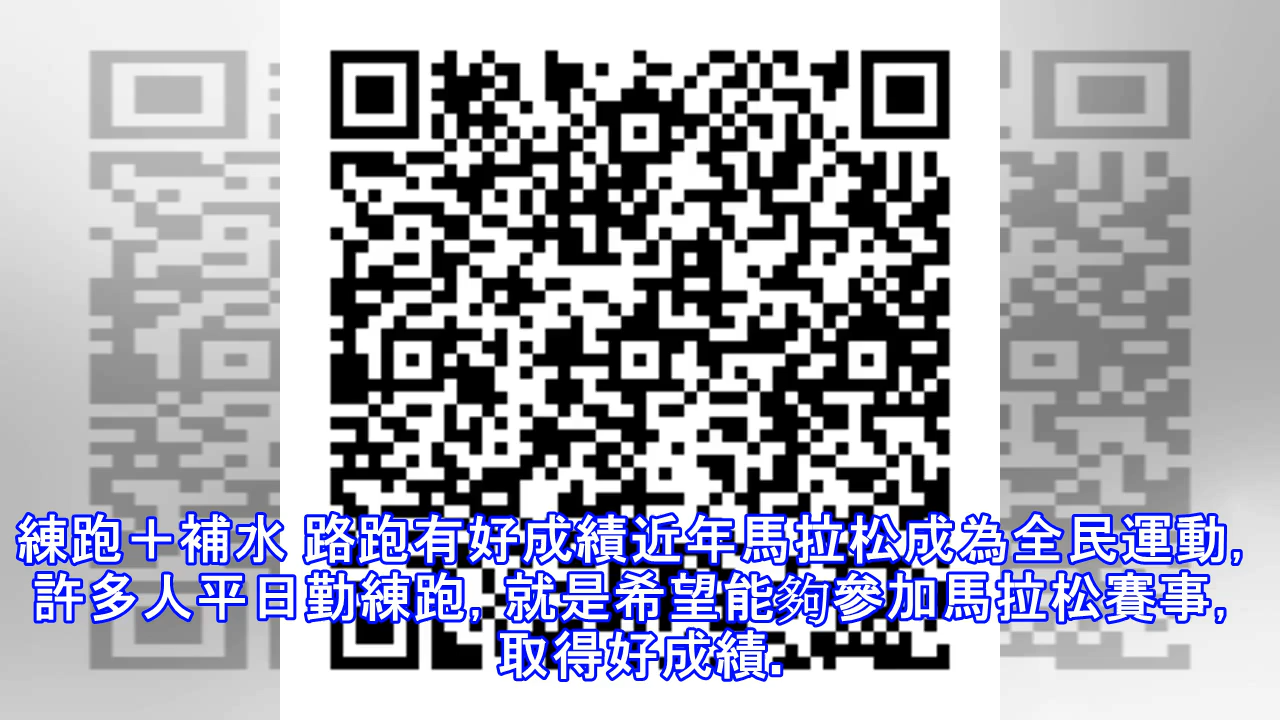 練跑＋補水 路跑有好成績近年馬拉松成為全民運動,
許多人平日勤練跑, 就是希望能夠參加馬拉松賽事,
取得好成績.